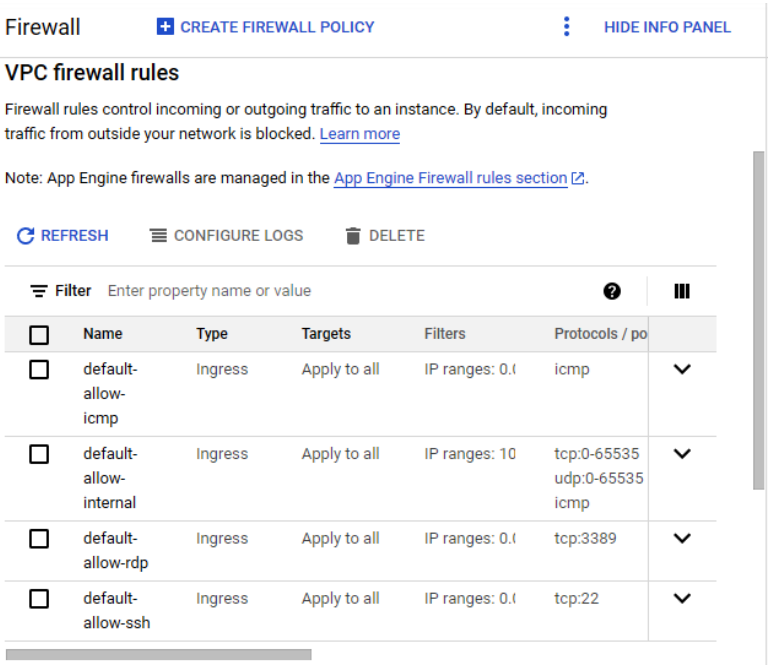 Firewall CREATE FIREWALL POLICY HIDE INFO PANEL
VPC firewall rules
Firewall rules control incoming or outgoing traffic to an instance. By default, incoming
traffic from outside your network is blocked. Learn more
Note: App Engine firewalls are managed in the App Engine Firewall rules section.
REFRESH CONFIGURE LOGS DELETE
Filter Enter property name or value
Name Type Targets Filters Protocols / po
default- Ingress Apply to all IP ranges: 0.( icmp
allow-
icmp
default- Ingress Apply to all IP ranges: 10 tcp:0-65535
allow- udp:0-65535
internal icmp
default- Ingress Apply to all IP ranges: 0.( tcp:3389
allow-rdp
default- Ingress Apply to all IP ranges: 0.( tcp:22
allow-ssh